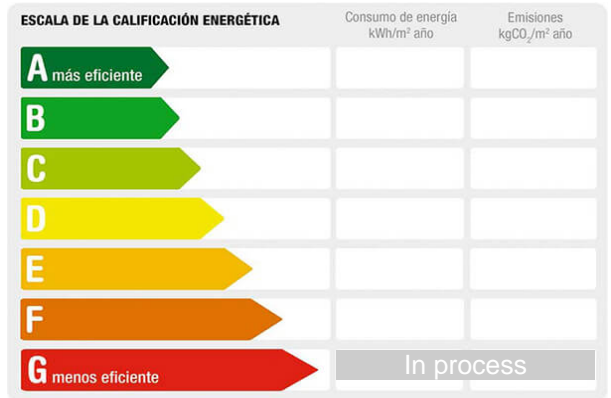 ESCALA DE LA CALIFICACIÓN ENERGÉTICA
Consumo de energía
kWh/m² año
Emisiones
kgCO₂/m² año
A más eficiente
B
C
D
E
F
G menos eficiente
In process